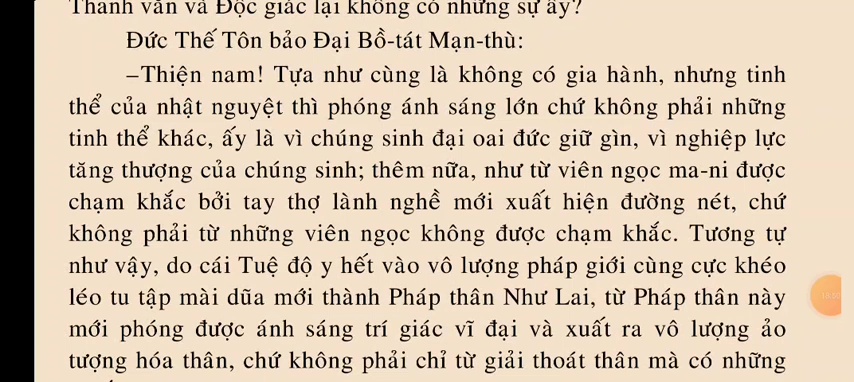 Thanh văn và Độc giác lại không có những sự ấy?
Đức Thế Tôn bảo Đại Bồ-tát Mạn-thù:
–Thiện nam! Tựa như cùng là không có gia hành, nhưng tinh
thể của nhật nguyệt thì phóng ánh sáng lớn chứ không phải những
tinh thể khác, ấy là vì chúng sinh đại oai đức giữ gìn, vì nghiệp lực
tăng thượng của chúng sinh; thêm nữa, như từ viên ngọc ma-ni được
chạm khắc bởi tay thợ lành nghề mới xuất hiện đường nét, chứ
không phải từ những viên ngọc không được chạm khắc. Tương tự
như vậy, do cái Tuệ độ y hết vào vô lượng pháp giới cùng cực khéo
léo tu tập mài dũa mới thành Pháp thân Như Lai, từ Pháp thân này
mới phóng được ánh sáng trí giác vĩ đại và xuất ra vô lượng ảo
tượng hóa thân, chứ không phải chỉ từ giải thoát thân mà có những